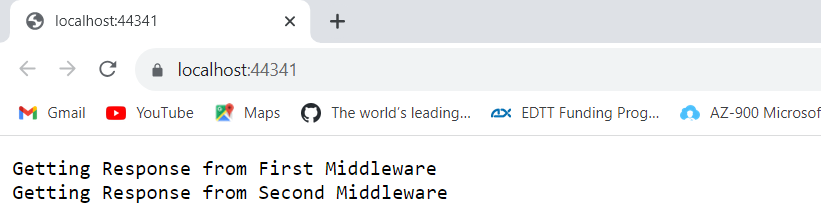 localhost:44341
localhost:44341
Gmail YouTube Maps The world's leading... EDTT Funding Prog... AZ-900 Microsof
Getting Response from First Middleware
Getting Response from Second Middleware